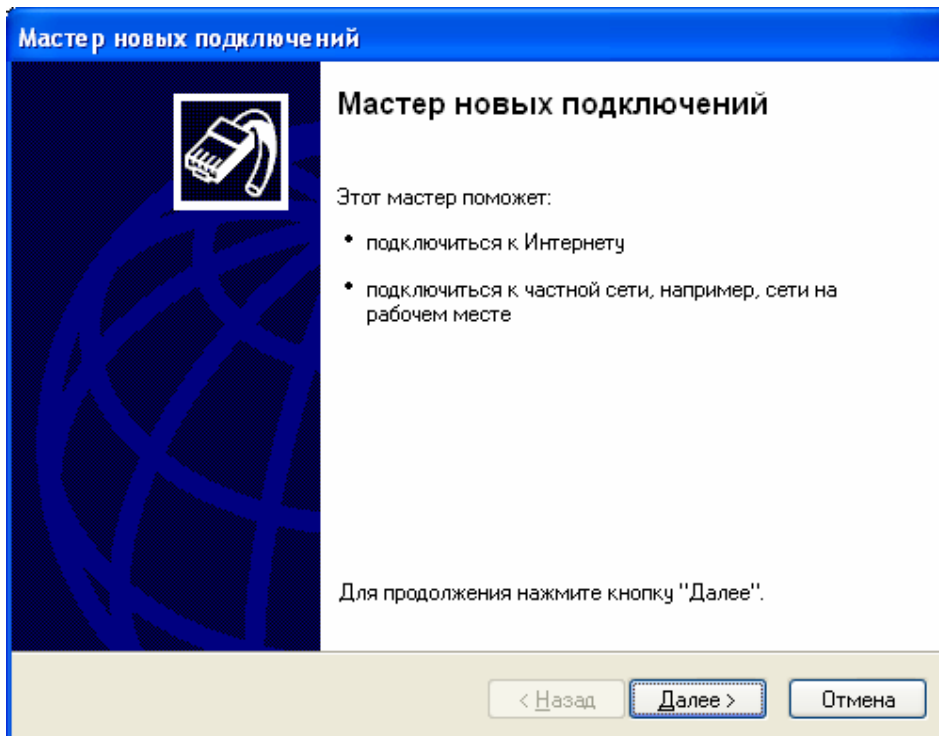 Мастер новых подключений
Мастер новых подключений
Этот мастер поможет:
• подключиться к Интернету
• подключиться к частной сети, например, сети на
рабочем месте
Для продолжения нажмите кнопку "Далее".
< Назад Далее > Отмена